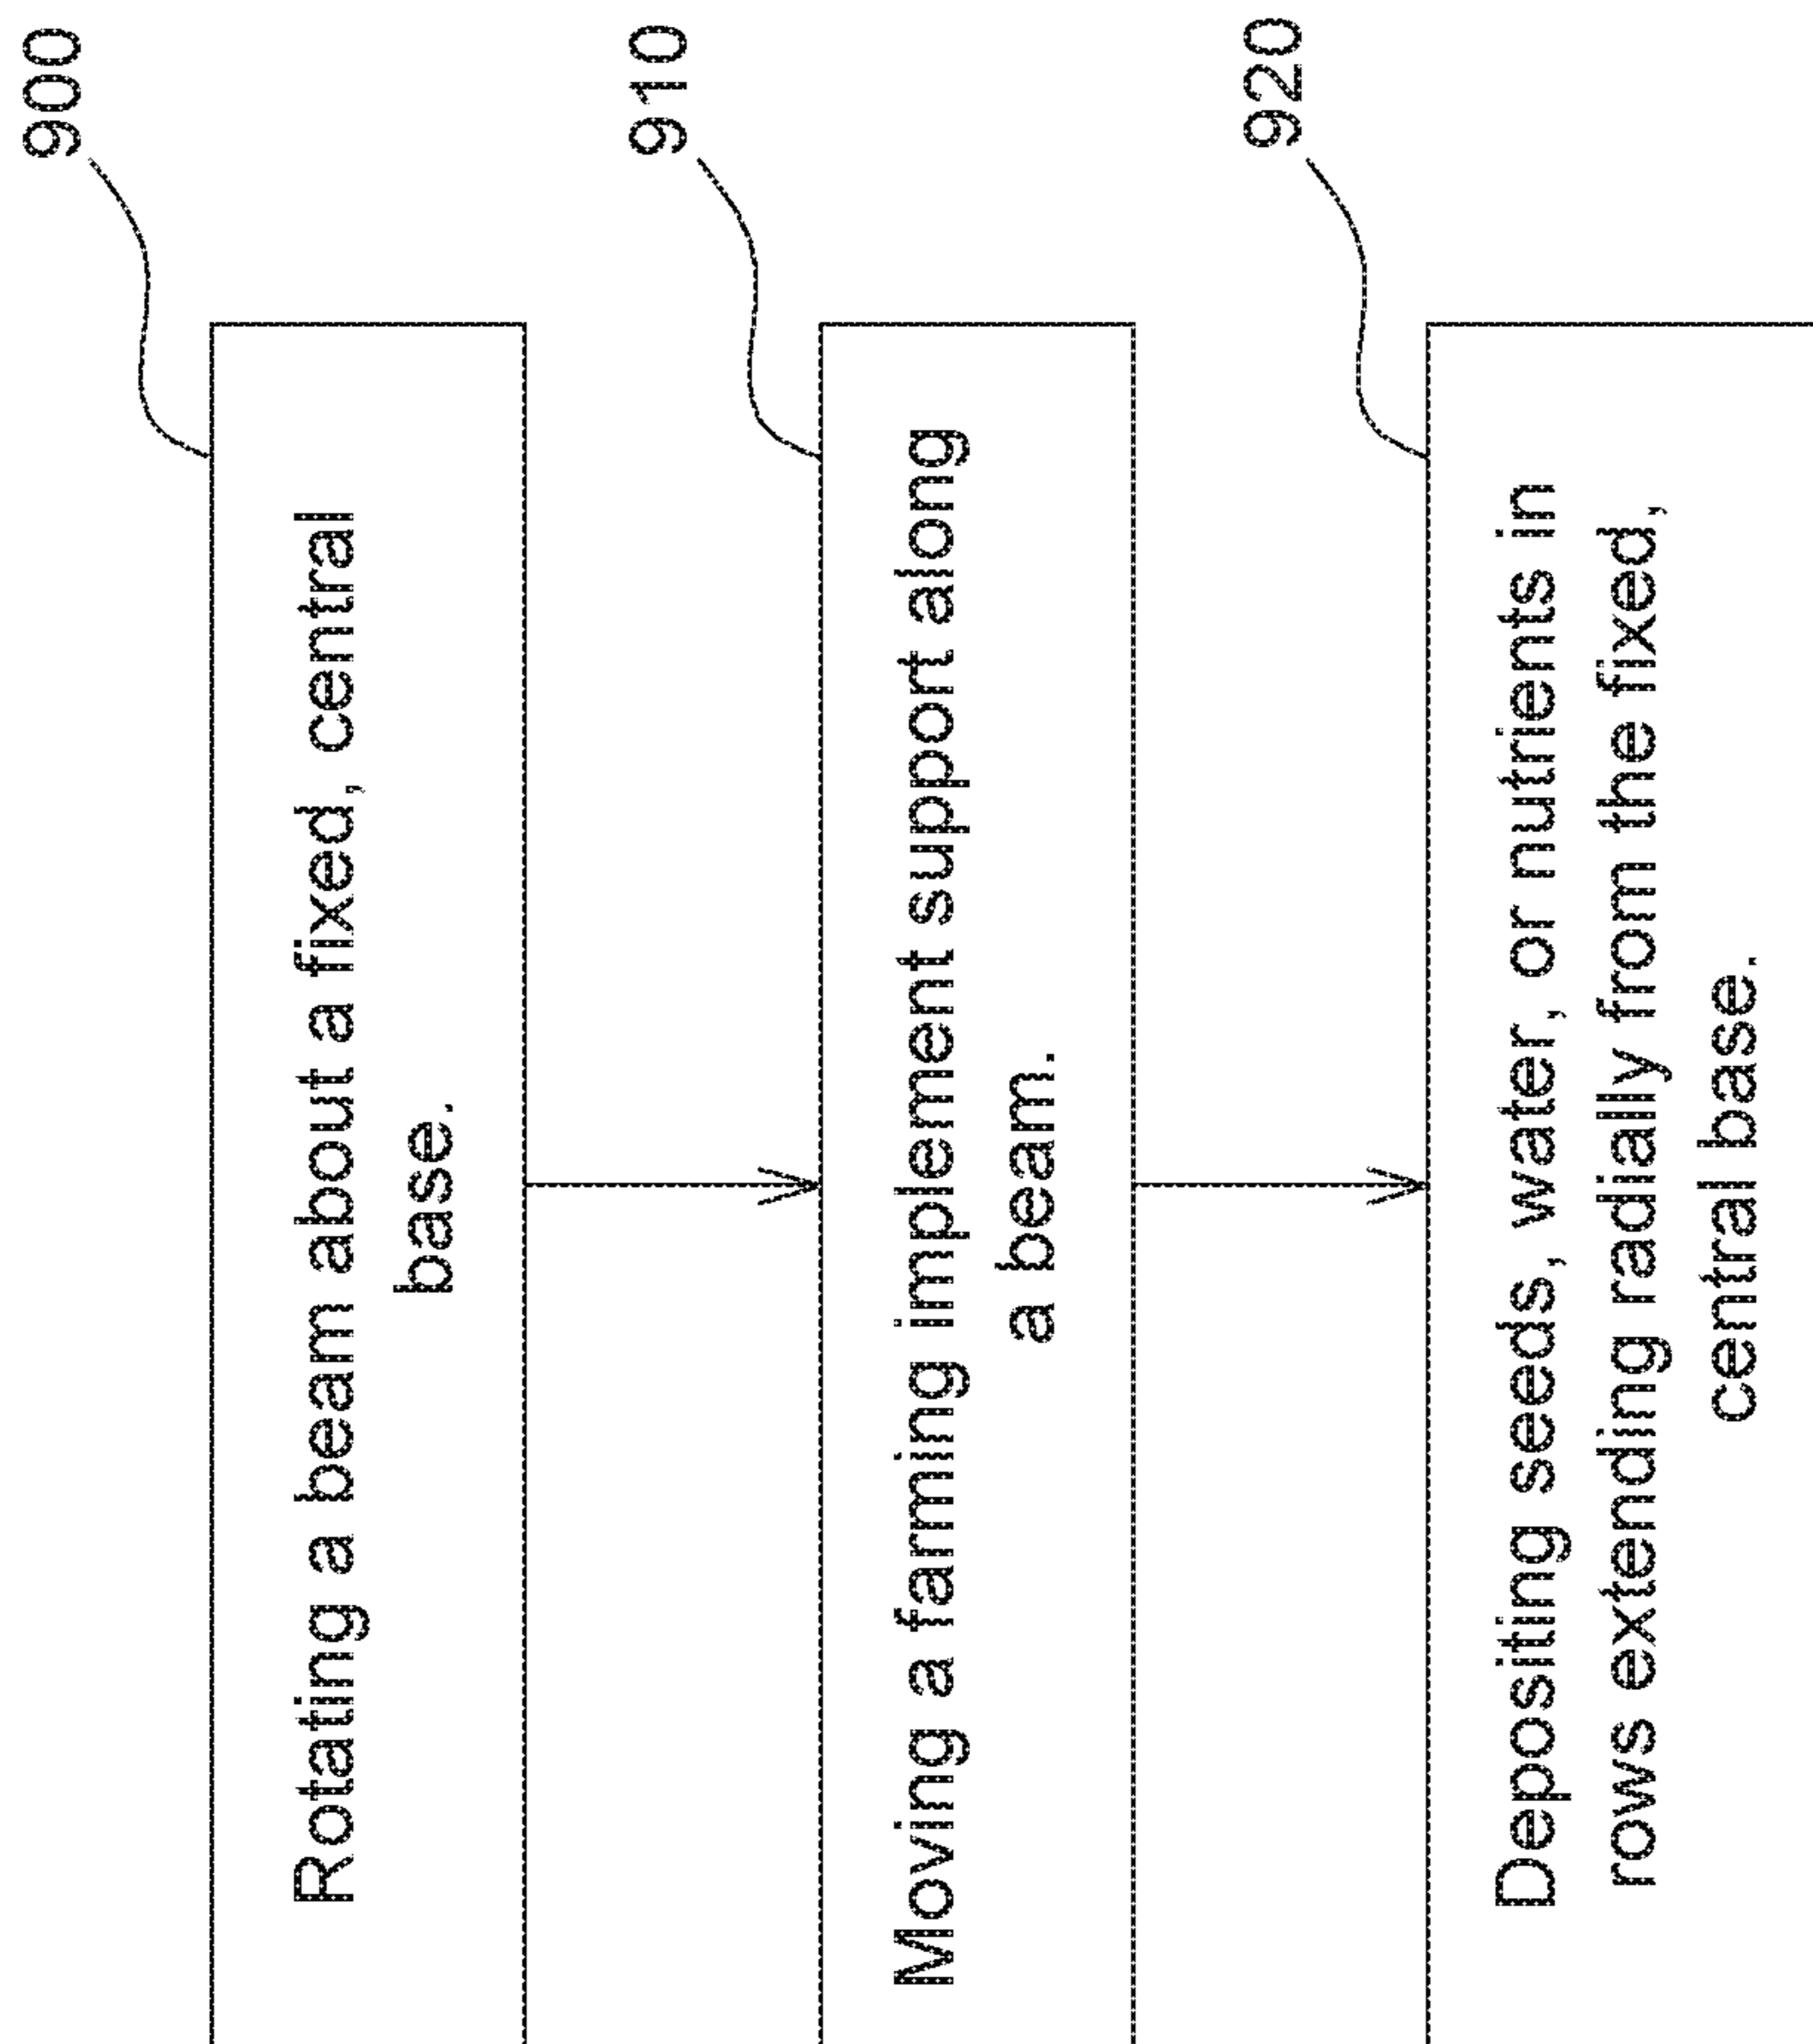 900
Rotating a beam about a fixed, central
base.
910
Moving a farming implement support along
a beam.
920
Depositing seeds, water, or nutrients in
rows extending radially from the fixed,
central base.